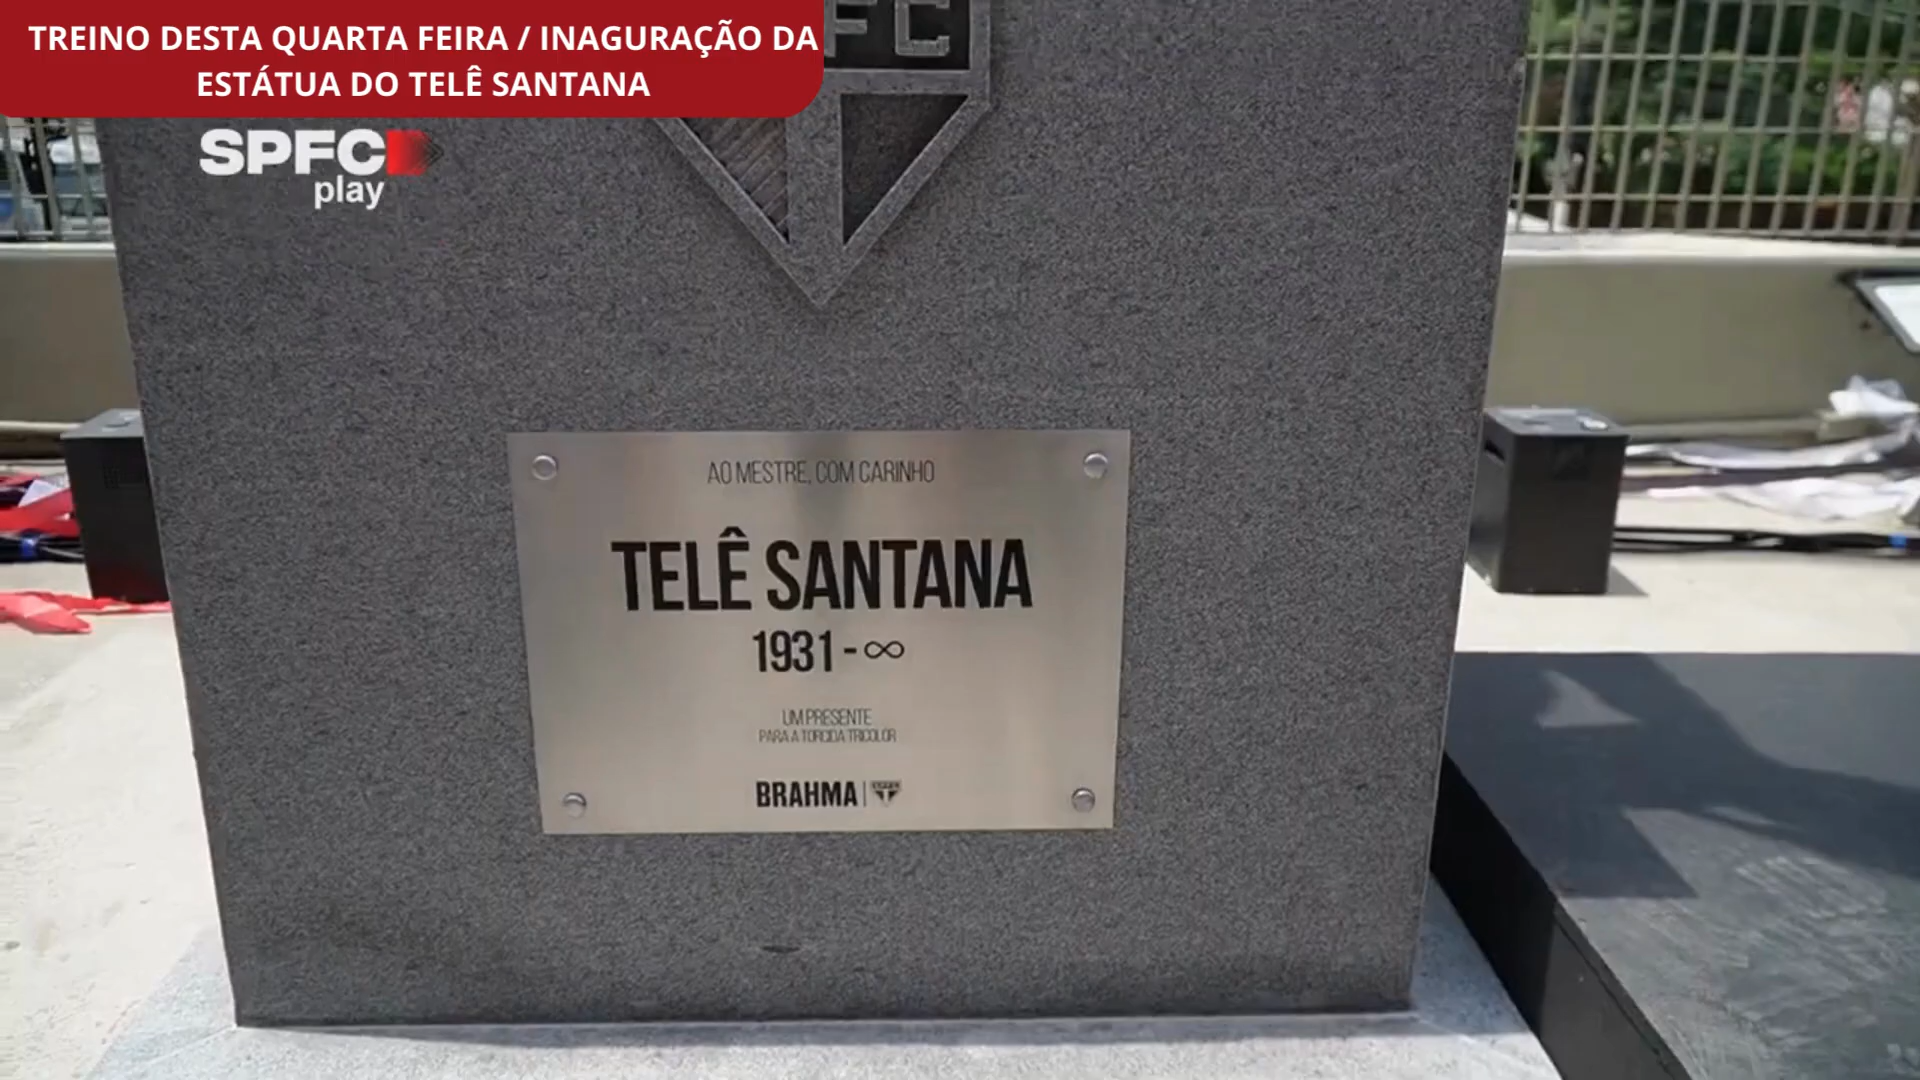 TREINO DESTA QUARTA FEIRA / INAGURAÇÃO DA
ESTÁTUA DO TELÊ SANTANA
SPFC
play
FC
AO MESTRE, COM CARINHO
TELÊ SANTANA
1931 - ∞
UM PRESENTE
PARA A TORCIDA TRICOLOR
BRAHMA
SPFC